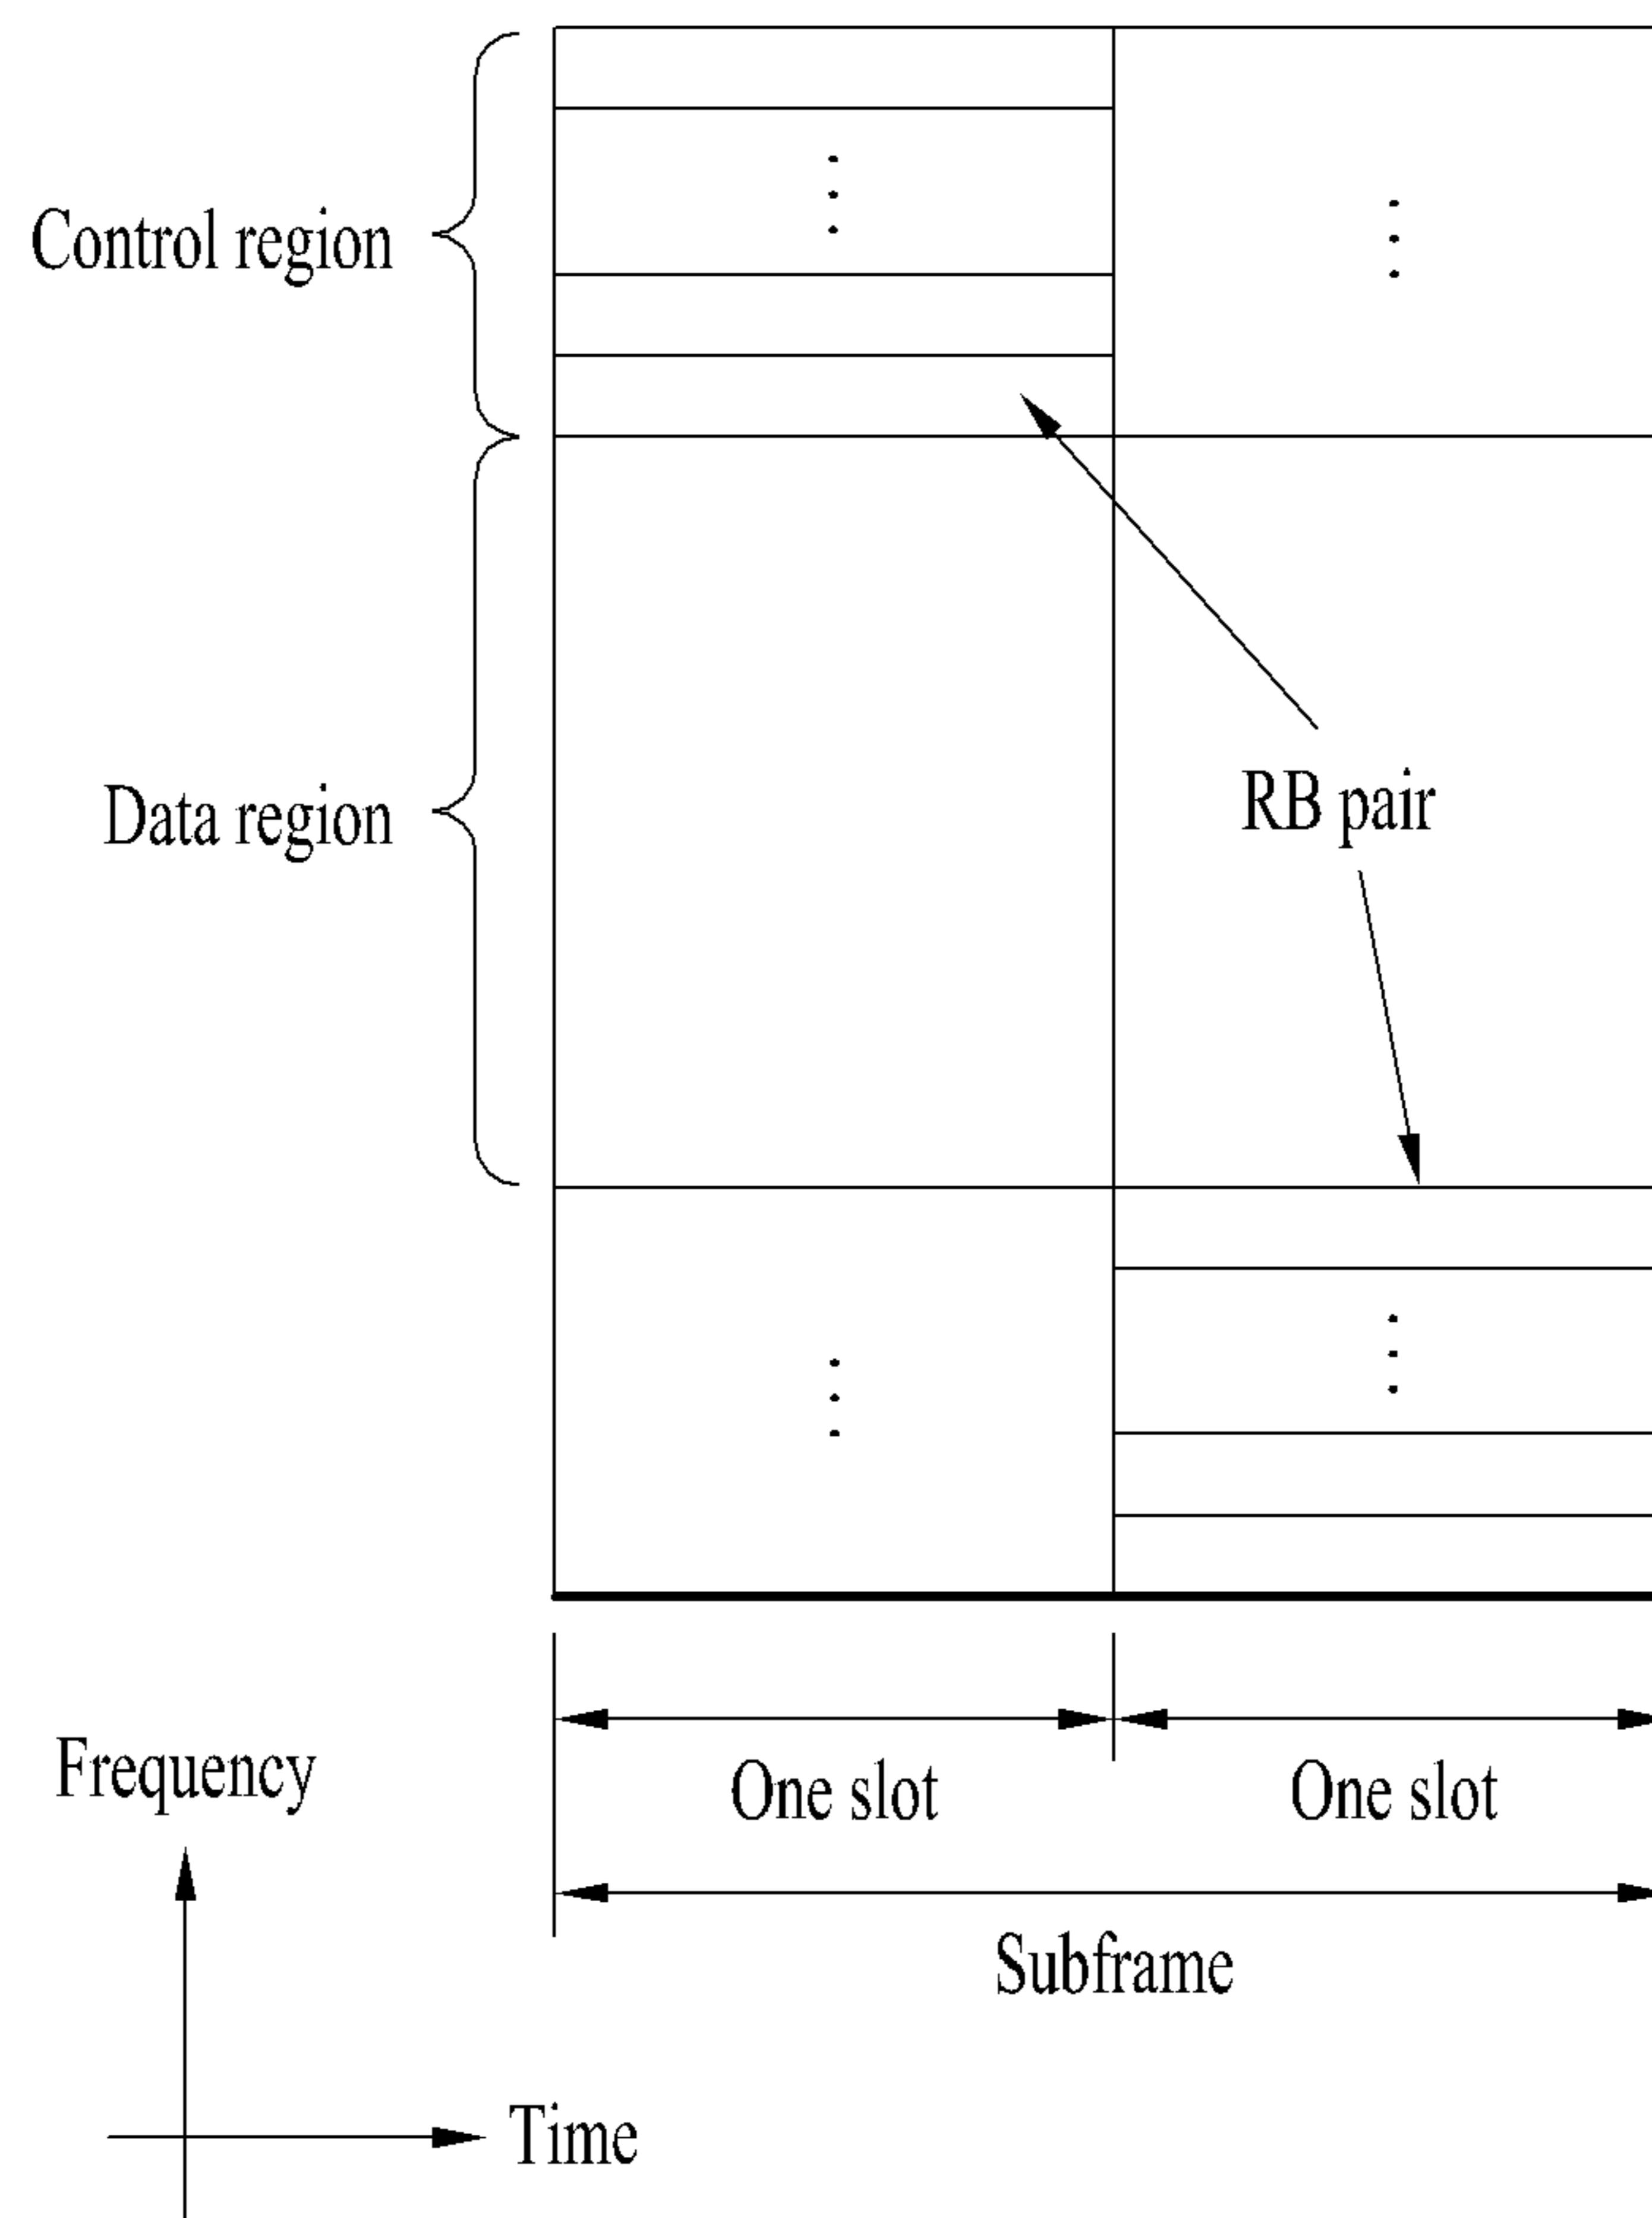 Control region
Data region
RB pair
One slot
One slot
Frequency
Subframe
Time